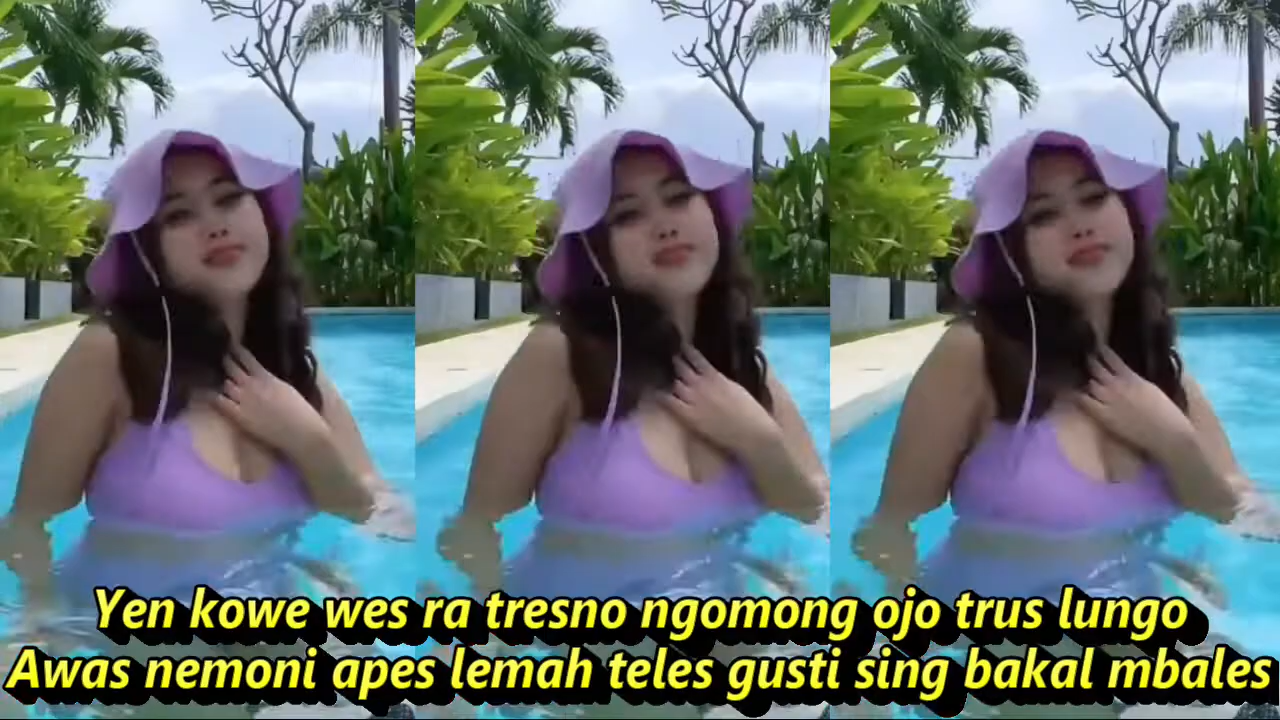 Yen kowe wes ra tresno ngomong ojo trus lungo
Awas nemoni apes lemah teles gusti sing bakal mbales